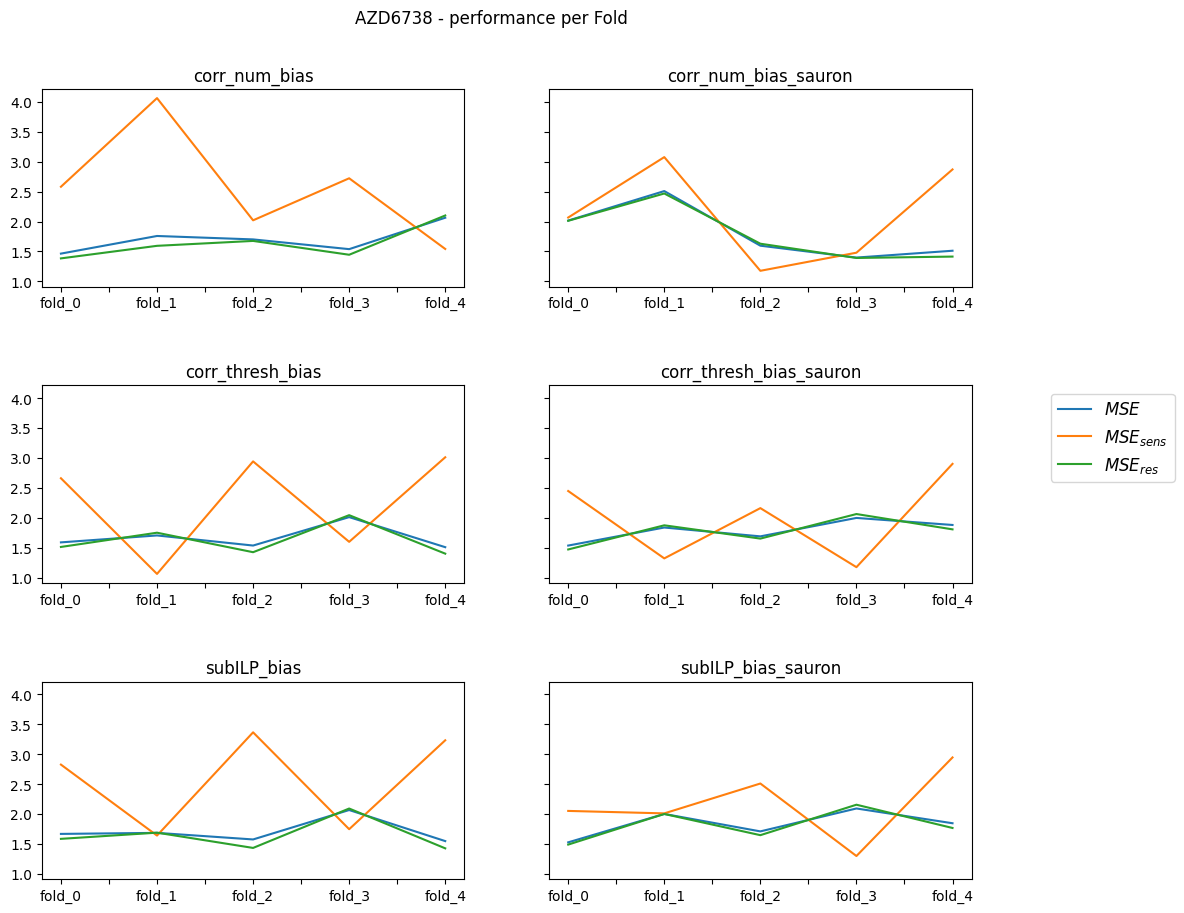 AZD6738 - performance per Fold
corr_num_bias
corr_num_bias_sauron
4.0
3.5
3.0
2.5
2.0
1.5
1.0
fold_0 fold_1 fold_2 fold_3 fold_4
fold_0 fold_1 fold_2 fold_3 fold_4
corr_thresh_bias
corr_thresh_bias_sauron
4.0
3.5
3.0
2.5
2.0
1.5
1.0
fold_0 fold_1 fold_2 fold_3 fold_4
fold_0 fold_1 fold_2 fold_3 fold_4
MSE
MSE_sens
MSE_res
subILP_bias
subILP_bias_sauron
4.0
3.5
3.0
2.5
2.0
1.5
1.0
fold_0 fold_1 fold_2 fold_3 fold_4
fold_0 fold_1 fold_2 fold_3 fold_4